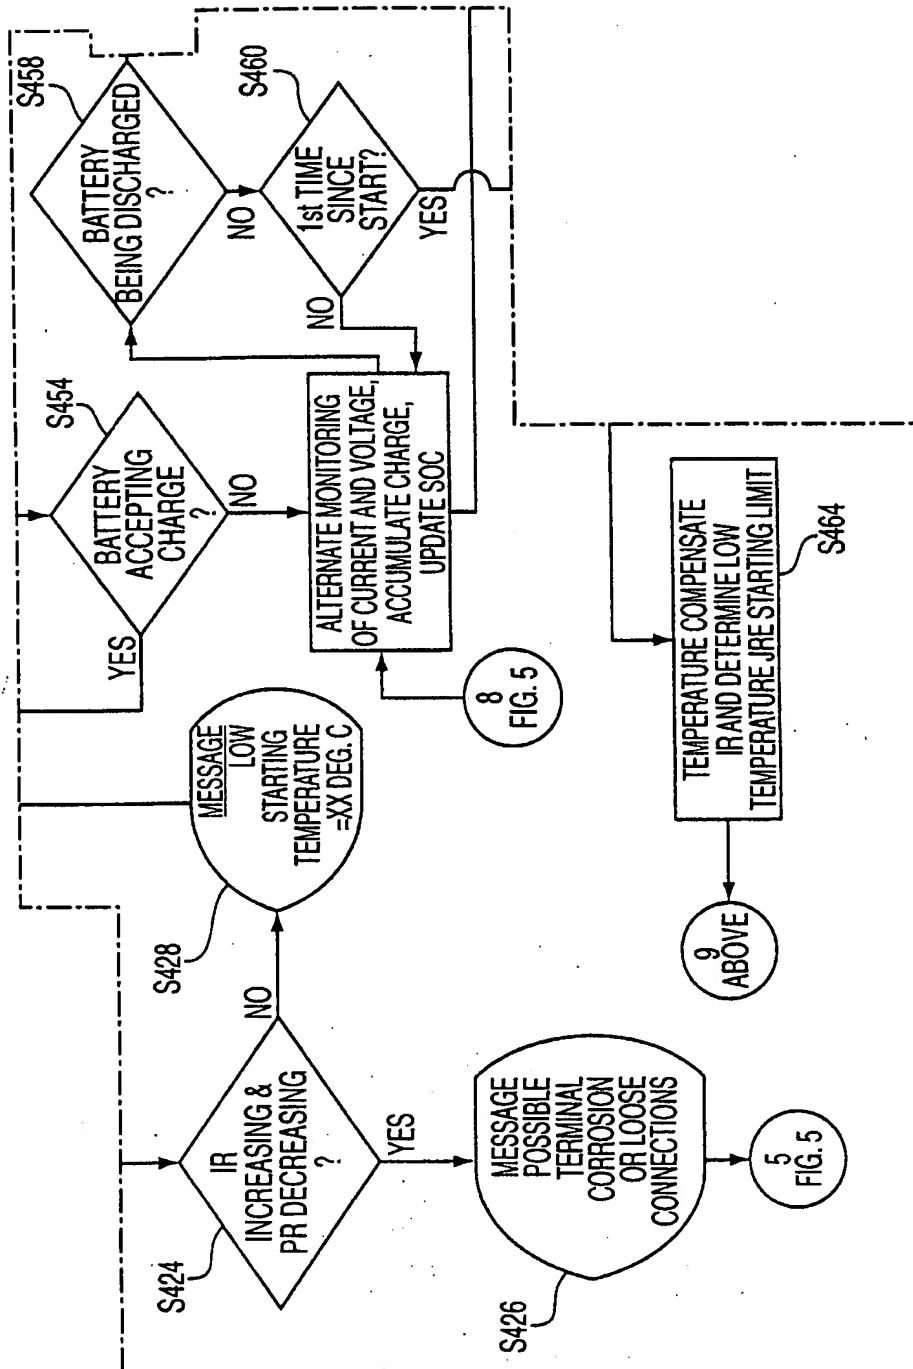 S424
IR
INCREASING &
PR DECREASING
?
NO
YES
S428
MESSAGE
LOW
STARTING
TEMPERATURE
=XX DEG. C
S426
MESSAGE
POSSIBLE
TERMINAL
CORROSION
OR LOOSE
CONNECTIONS
5
FIG. 5
S454
BATTERY
ACCEPTING
CHARGE
?
YES
NO
S458
BATTERY
BEING DISCHARGED
?
NO
S460
1st TIME
SINCE
START?
NO
YES
ALTERNATE MONITORING
OF CURRENT AND VOLTAGE,
ACCUMULATE CHARGE,
UPDATE SOC
8
FIG. 5
TEMPERATURE COMPENSATE
IR AND DETERMINE LOW
TEMPERATURE JRE STARTING LIMIT
S464
9
ABOVE